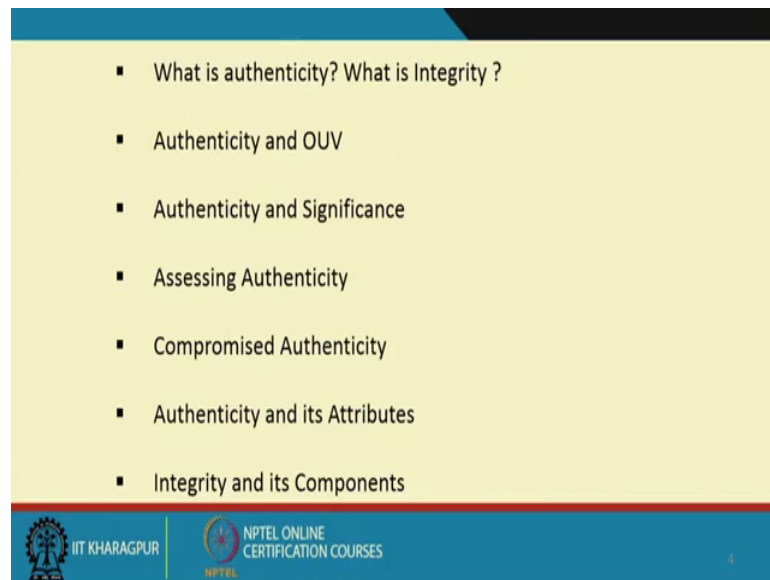 What is authenticity? What is Integrity ?
Authenticity and OUV
Authenticity and Significance
Assessing Authenticity
Compromised Authenticity
Authenticity and its Attributes
Integrity and its Components
IIT KHARAGPUR
NPTEL
NPTEL ONLINE
CERTIFICATION COURSES
4